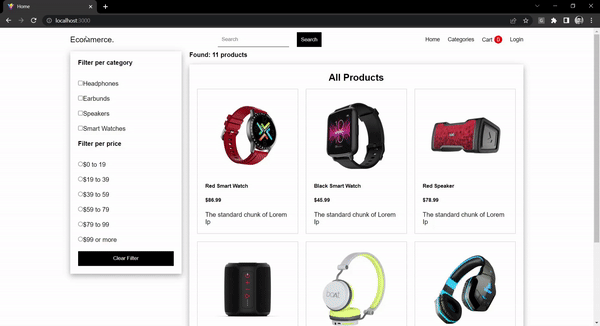 Home
localhost:3000
Ecommerce.
Search
Search
Home
Categories
Cart 0
Login
Filter per category
Headphones
Earbunds
Speakers
Smart Watches
Filter per price
$0 to 19
$19 to 39
$39 to 59
$59 to 79
$79 to 99
$99 or more
Clear Filter
Found: 11 products
All Products
Red Smart Watch
$86.99
The standard chunk of Lorem
Ip
Black Smart Watch
$45.99
The standard chunk of Lorem
Ip
Red Speaker
$78.99
The standard chunk of Lorem
Ip